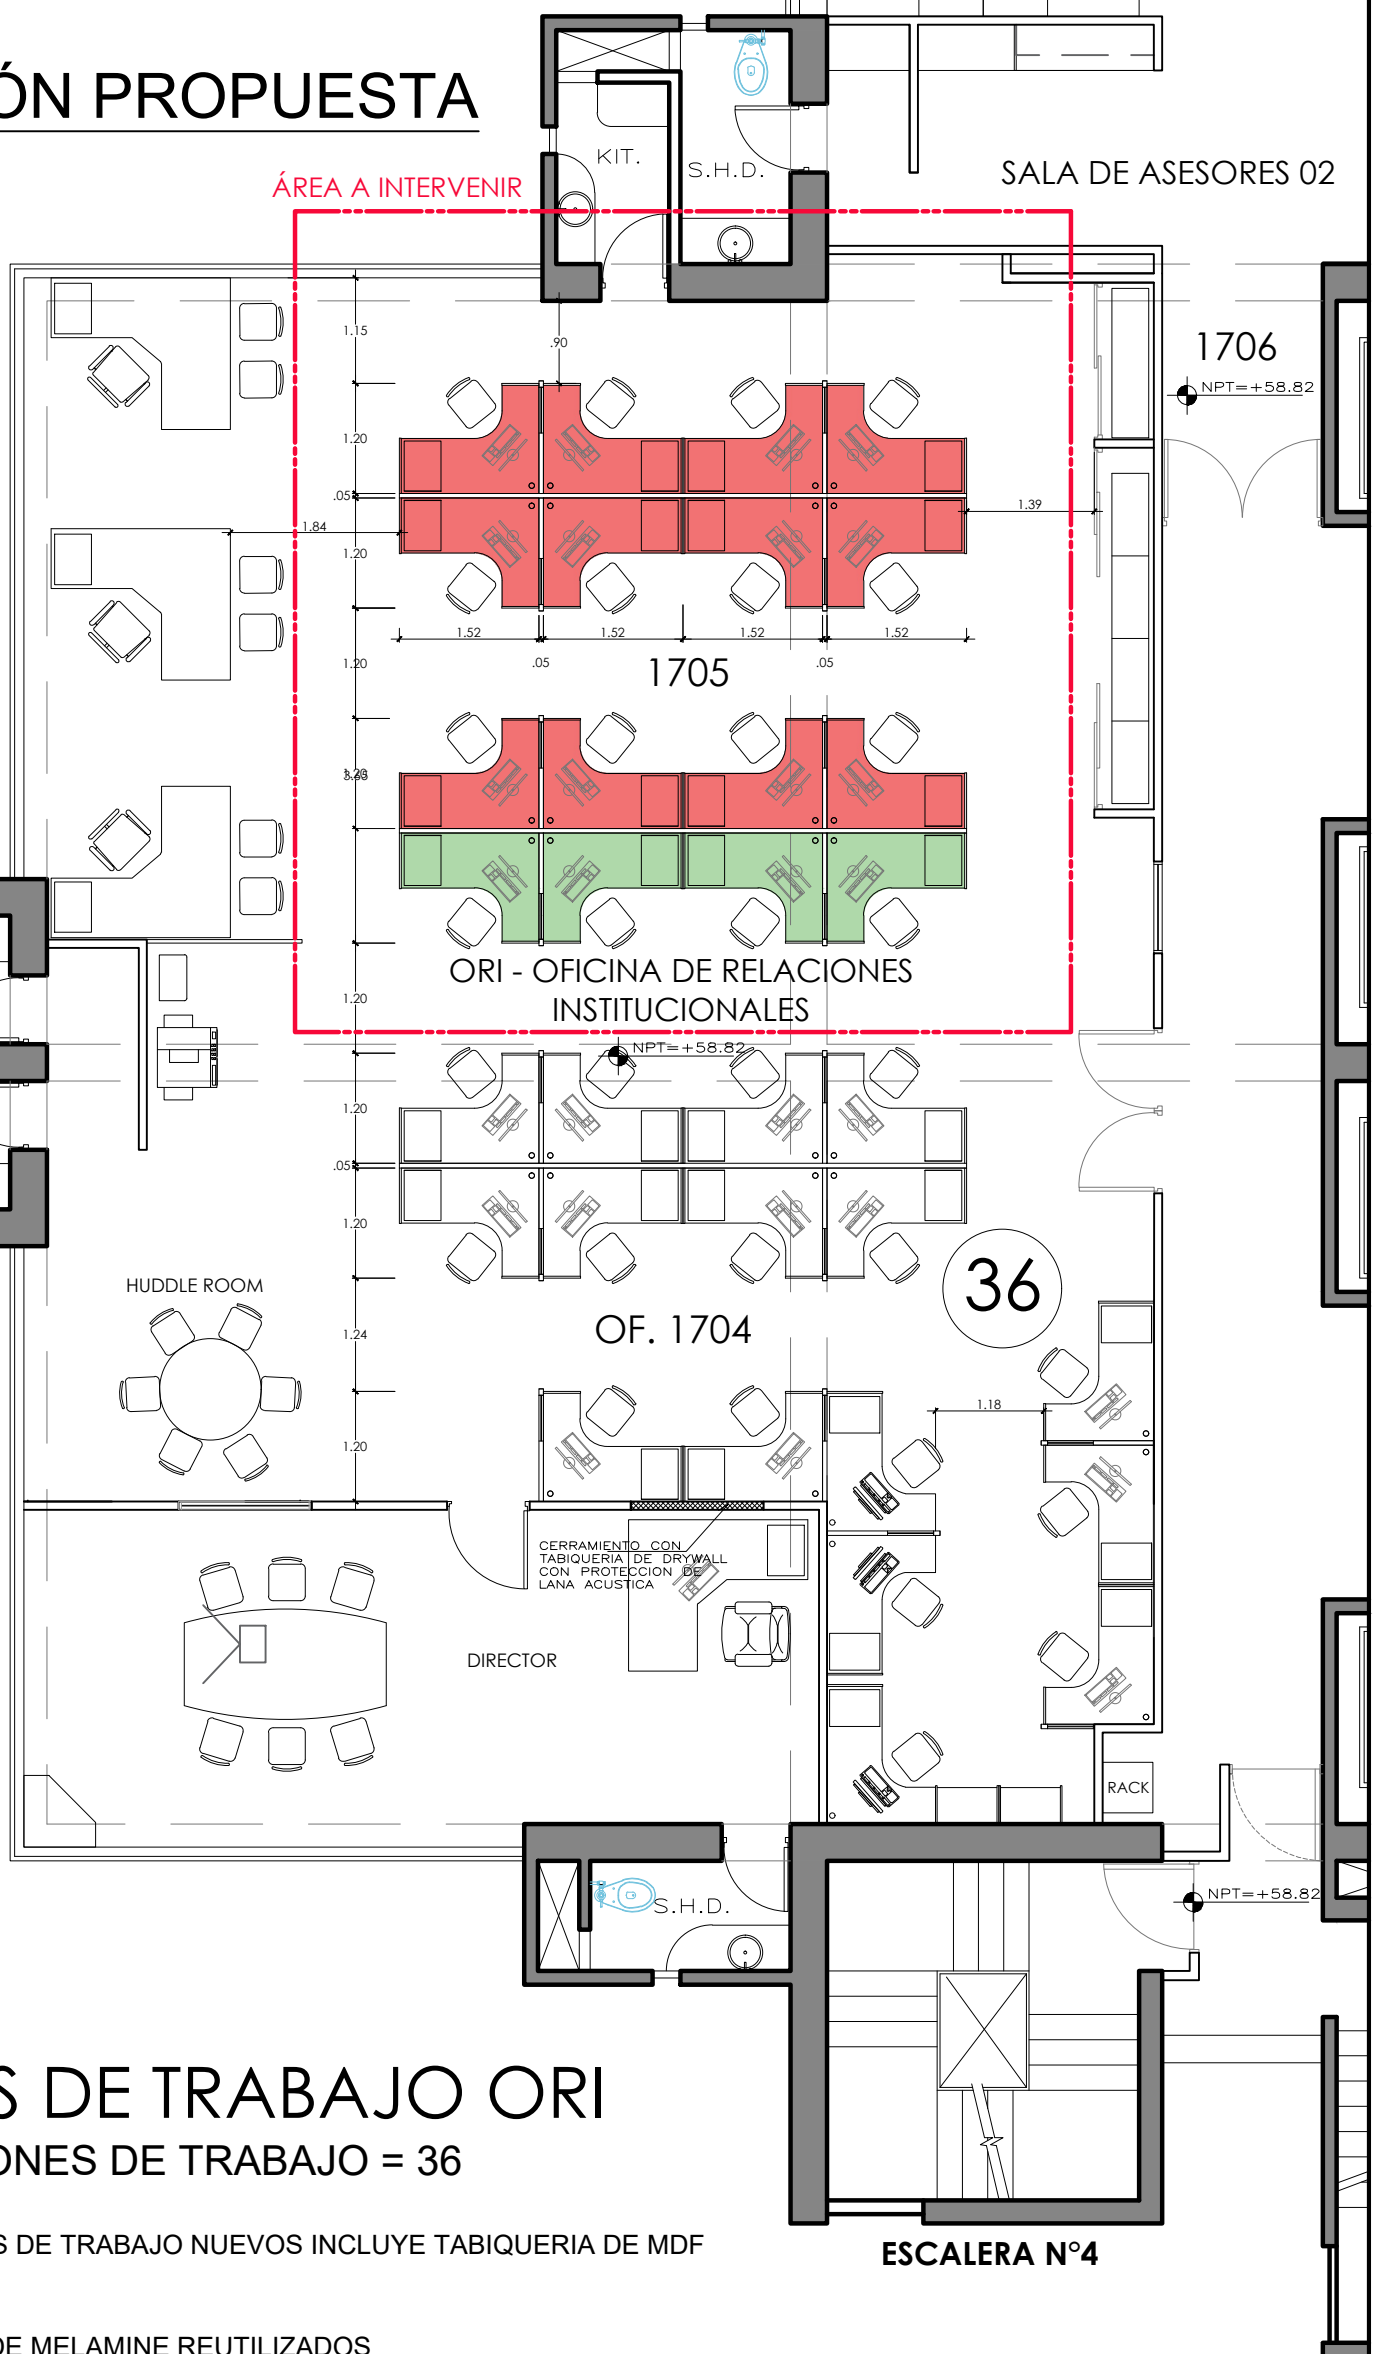 ÓN PROPUESTA
KIT.
S.H.D.
SALA DE ASESORES 02
ÁREA A INTERVENIR
1.15
.90
1706
NPT=+58.82
1.20
.05
1.39
1.84
1.20
1.52
1.52
1.52
1.52
1.20
.05
.05
1705
1.20
ORI - OFICINA DE RELACIONES
INSTITUCIONALES
1.20
NPT=+58.82
1.20
.05
1.20
36
HUDDLE ROOM
OF. 1704
1.24
1.18
1.20
CERRAMIENTO CON
TABIQUERIA DE DRYWALL
CON PROTECCION DE
LANA ACUSTICA
DIRECTOR
RACK
S.H.D.
NPT=+58.82
S DE TRABAJO ORI
ONES DE TRABAJO = 36
S DE TRABAJO NUEVOS INCLUYE TABIQUERIA DE MDF
ESCALERA N°4
DE MELAMINE REUTILIZADOS